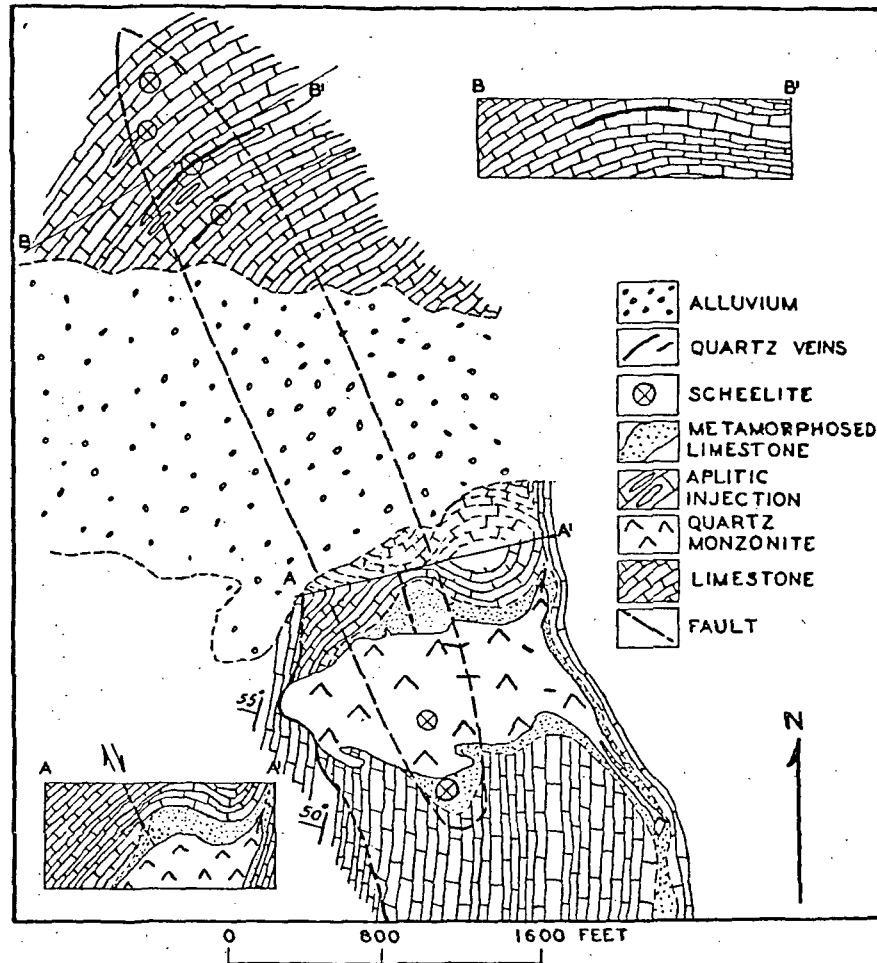 B B'
B'
B
ALLUVIUM
QUARTZ VEINS
SCHEELITE
METAMORPHOSED
LIMESTONE
APLITIC
INJECTION
QUARTZ
MONZONITE
LIMESTONE
FAULT
A'
A
55°
N
A A'
50°
0 800 1600 FEET